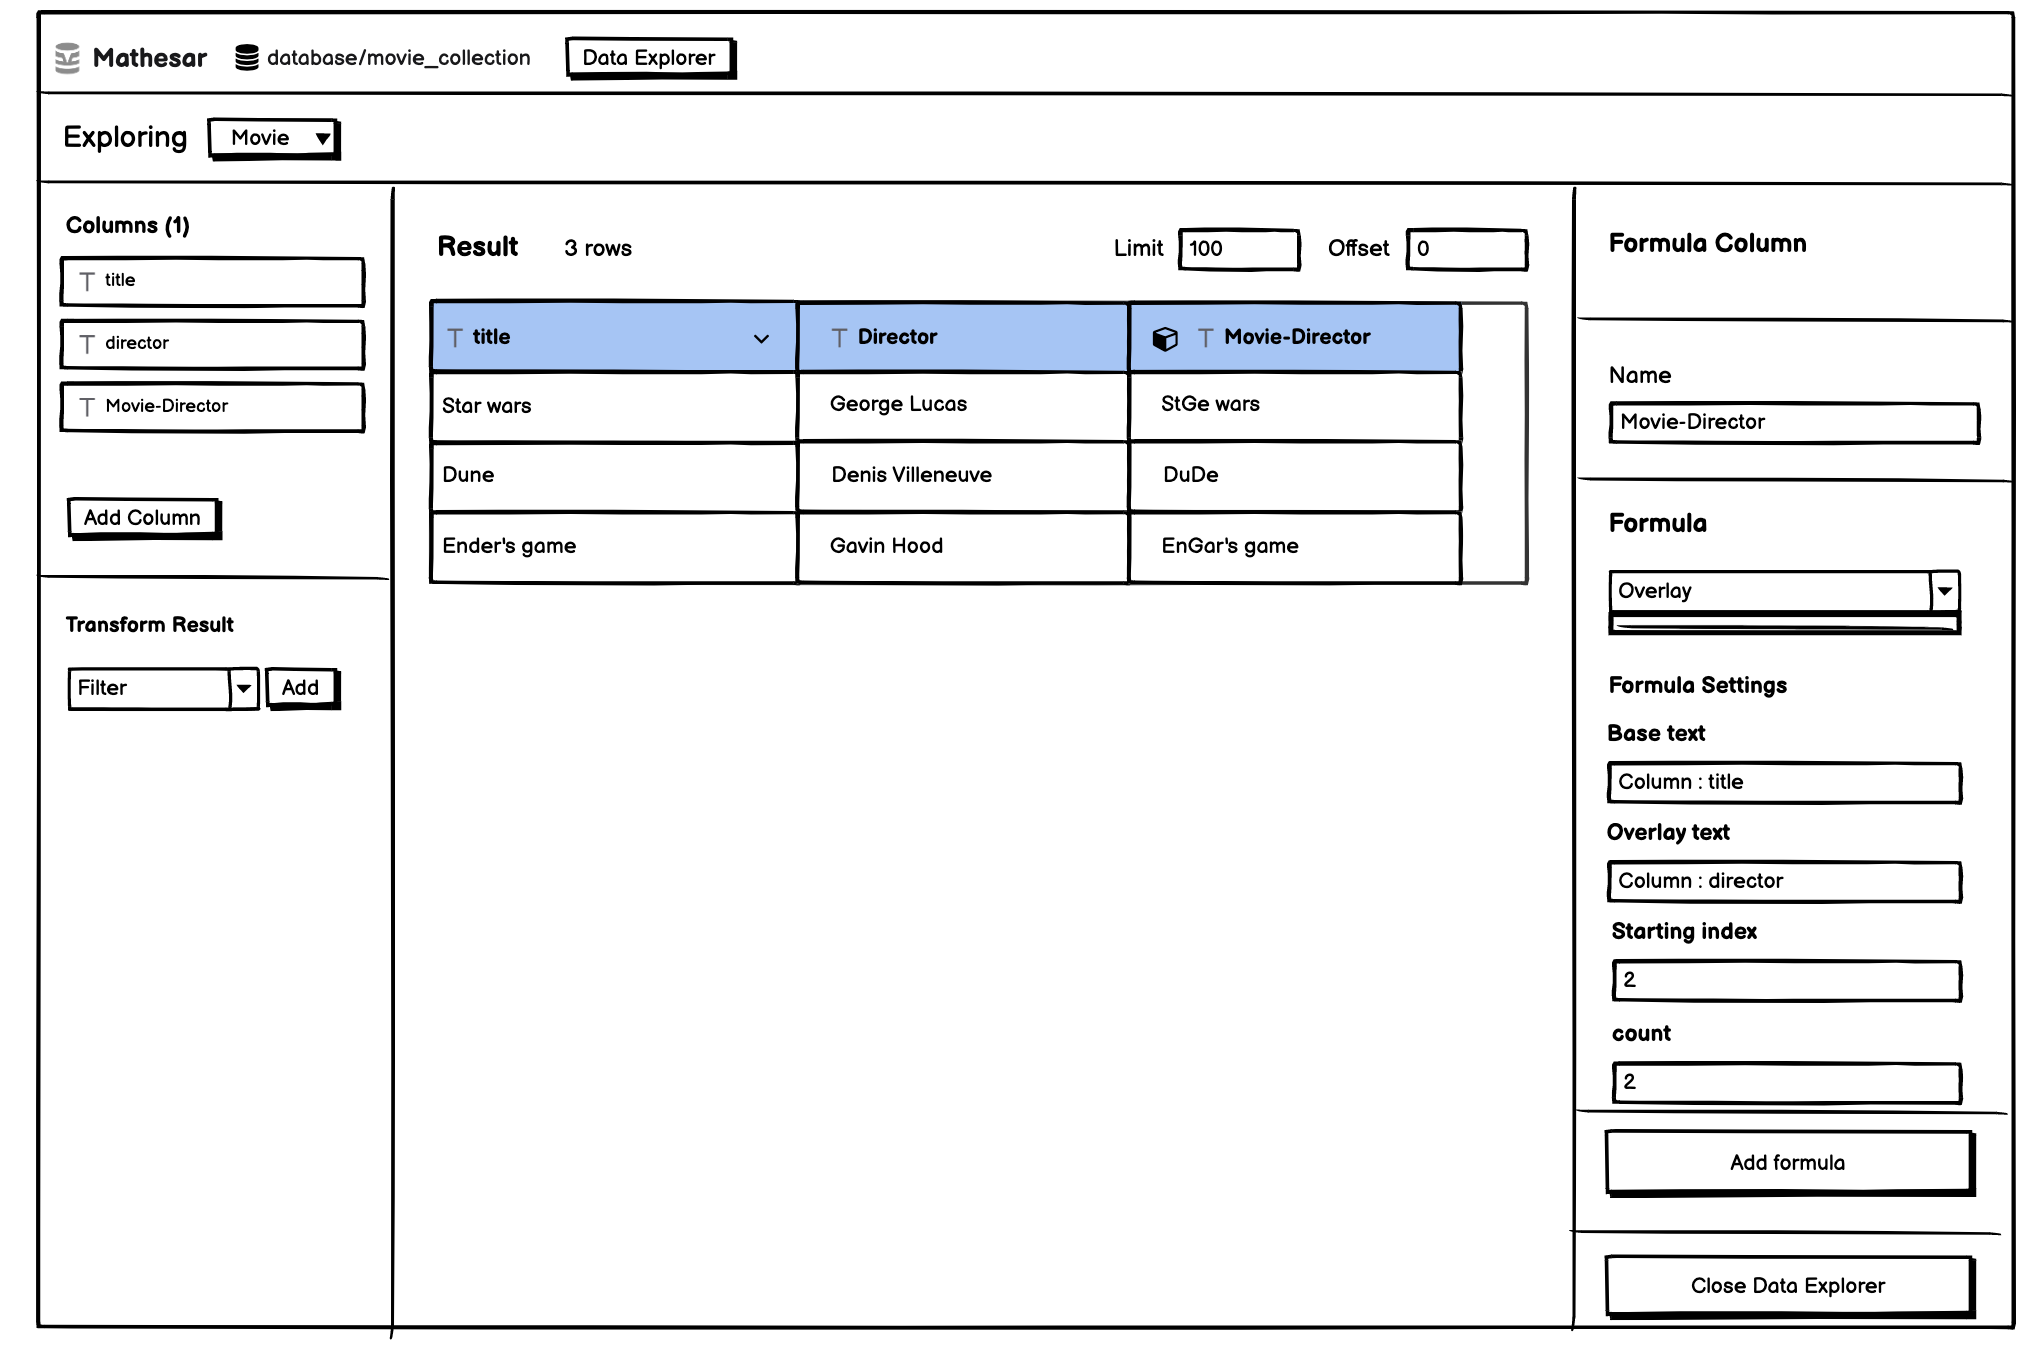 Mathesar database/movie_collection Data Explorer
Exploring Movie
Columns (1)
title
director
Movie-Director
Add Column
Transform Result
Filter Add
Result 3 rows Limit 100 Offset 0
title Director Movie-Director
Star wars George Lucas StGe wars
Dune Denis Villeneuve DuDe
Ender's game Gavin Hood EnGar's game
Formula Column
Name
Movie-Director
Formula
Overlay
Formula Settings
Base text
Column : title
Overlay text
Column : director
Starting index
2
count
2
Add formula
Close Data Explorer